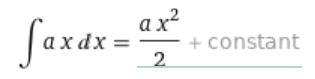 ∫ a x dx = a x² / 2 + constant